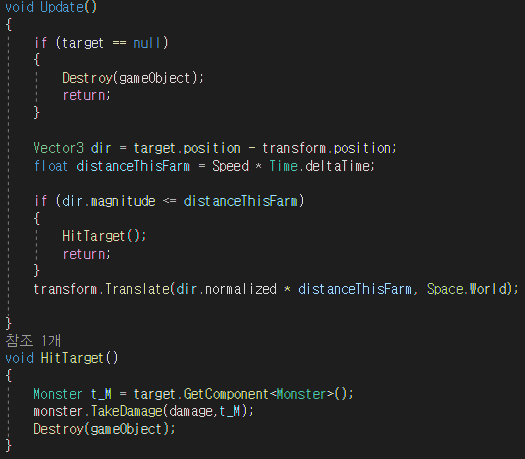 void Update()
{
if (target == null)
{
Destroy(gameObject);
return;
}
Vector3 dir = target.position - transform.position;
float distanceThisFarm = Speed * Time.deltaTime;
if (dir.magnitude <= distanceThisFarm)
{
HitTarget();
return;
}
transform.Translate(dir.normalized * distanceThisFarm, Space.World);
}
참조 1개
void HitTarget()
{
Monster t_M = target.GetComponent<Monster>();
monster.TakeDamage(damage,t_M);
Destroy(gameObject);
}